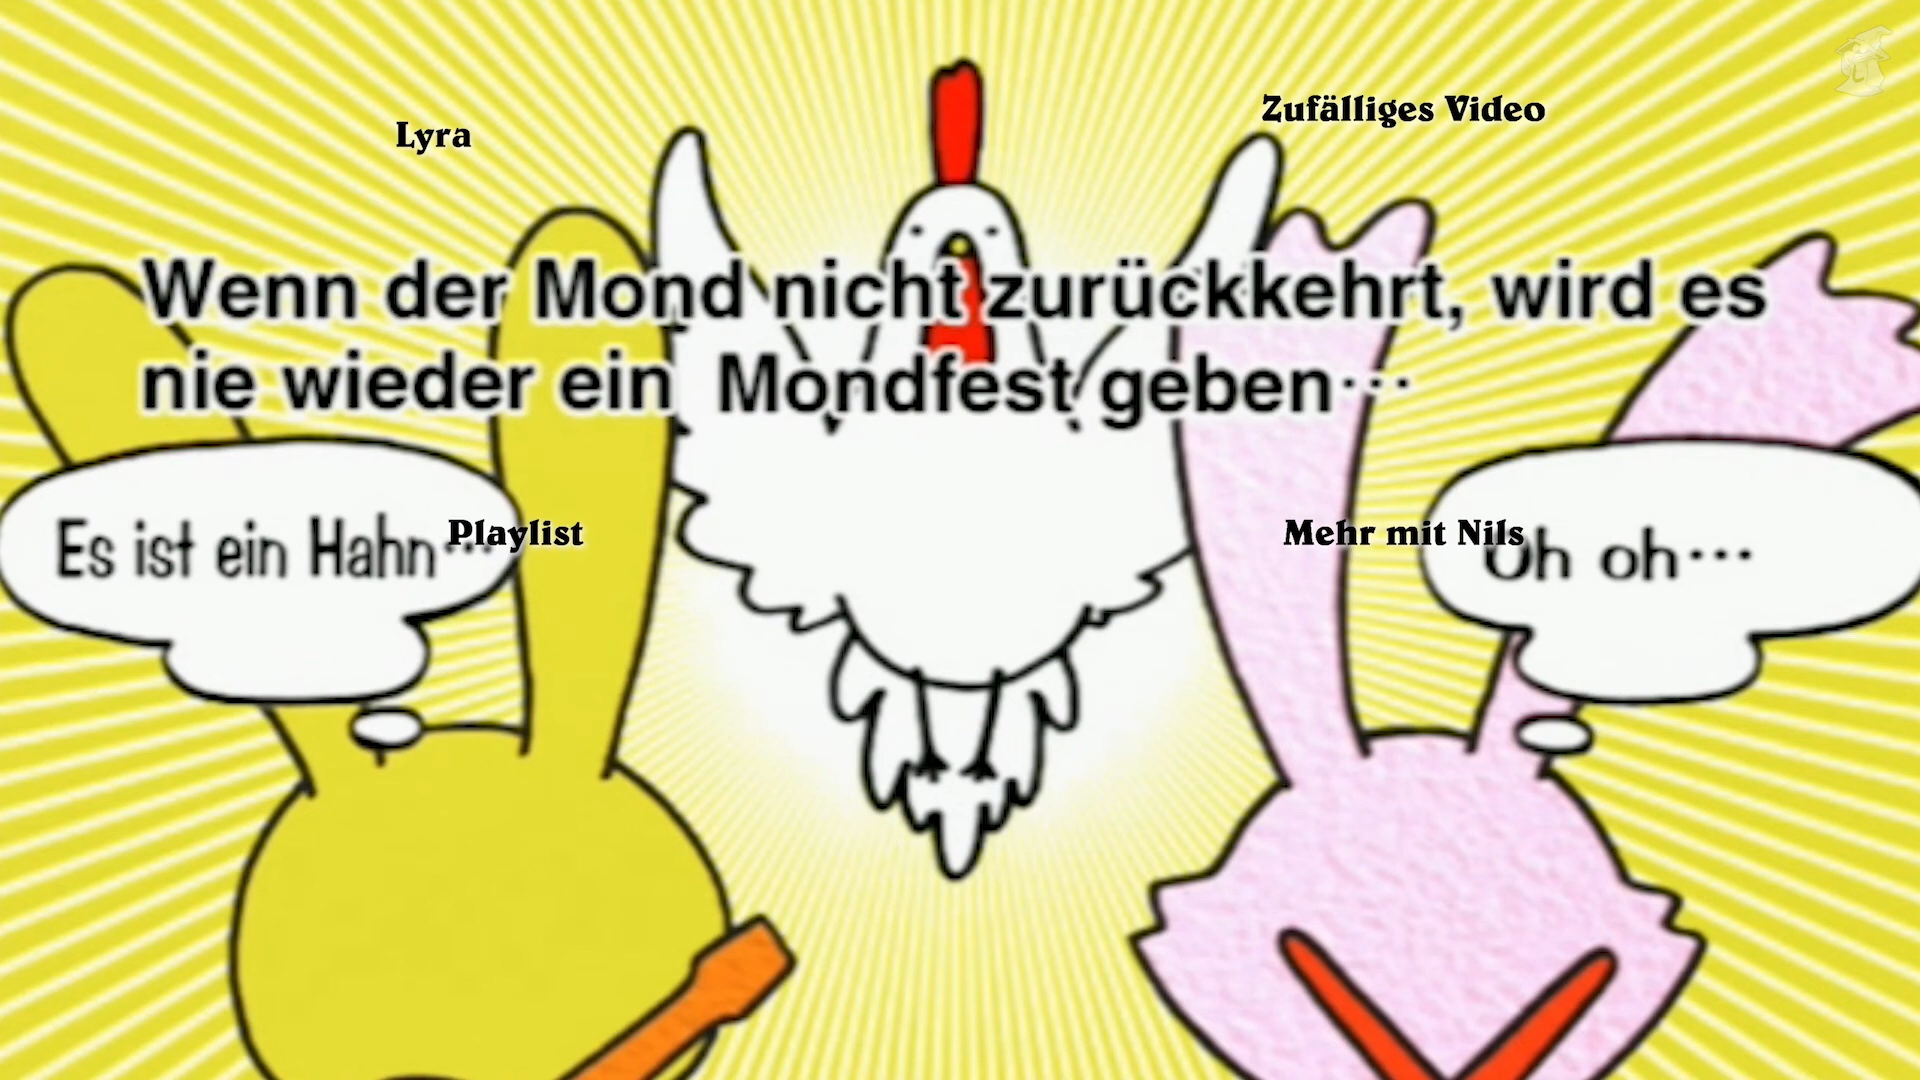 Lyra
Zufälliges Video
Wenn der Mond nicht zurückkehrt, wird es
nie wieder ein Mondfest geben…
Es ist ein Hahn…
Playlist
Mehr mit Nils
Uh oh…